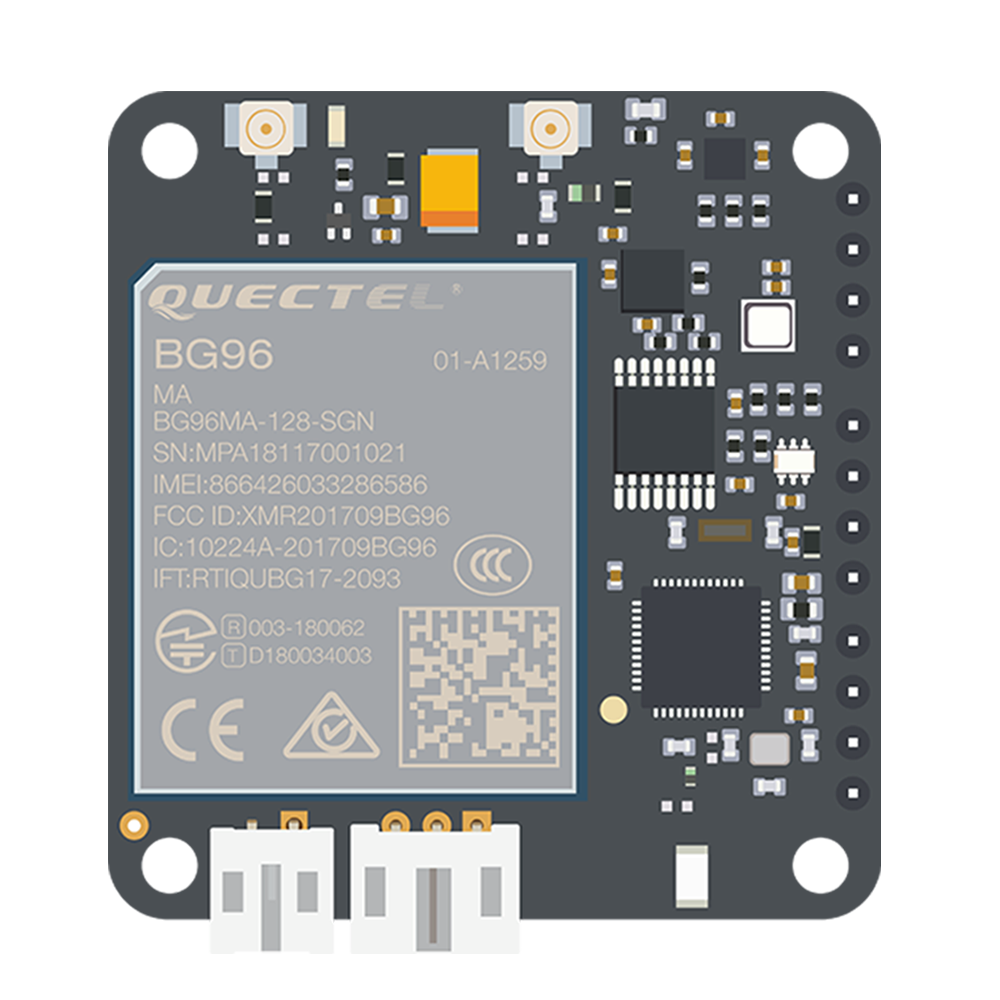 QUECTEL®
BG96 01-A1259
MA
BG96MA-128-SGN
SN:MPA18117001021
IMEI:866426033286586
FCC ID:XMR201709BG96
IC:10224A-201709BG96
IFT:RTIQUBG17-2093
CCC
R 003-180062
T D180034003
CE